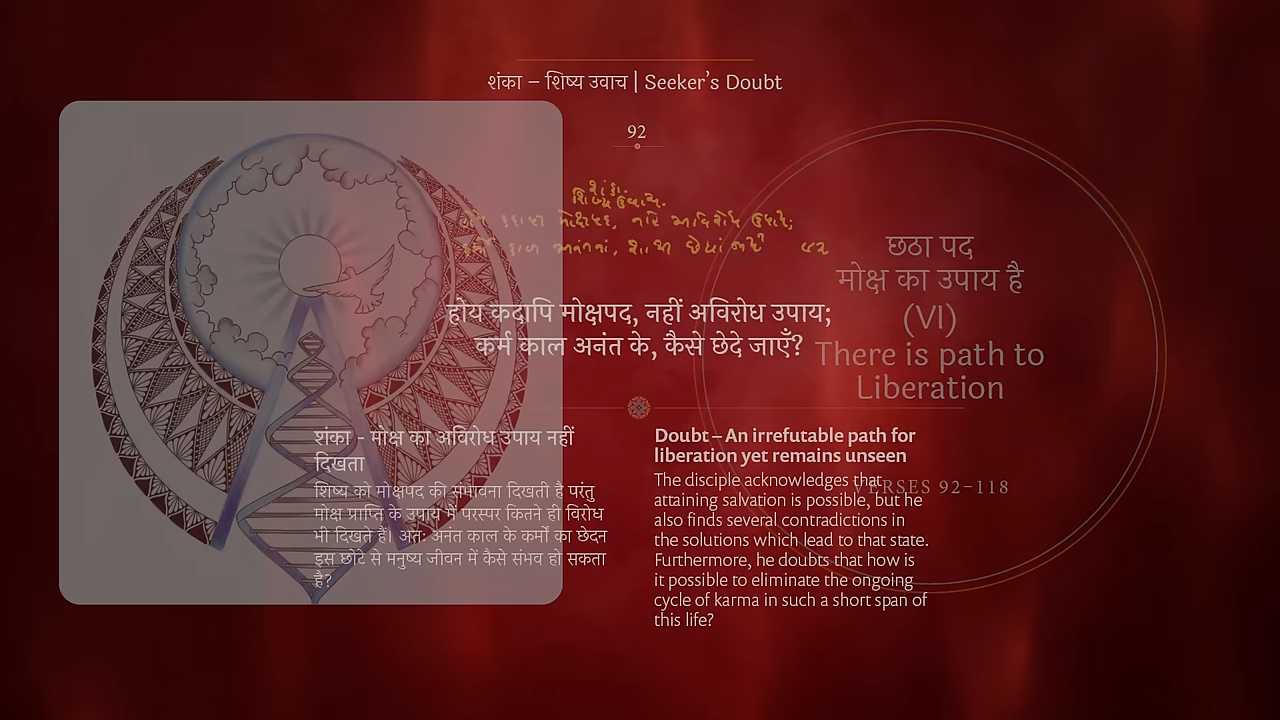 शंका – शिष्य उवाच | Seeker’s Doubt
92
होय कदापि मोक्षपद, नहीं अविरोध उपाय;
कर्म काल अनंत के, कैसे छेदे जाएँ?
शंका - मोक्ष का अविरोध उपाय नहीं
दिखता
शिष्य को मोक्षपद की संभावना दिखती है परंतु
मोक्ष प्राप्ति के उपाय में परस्पर कितने ही विरोध
भी दिखते हैं। अतः अनंत काल के कर्मों का छेदन
इस छोटे से मनुष्य जीवन में कैसे संभव हो सकता
है?
Doubt – An irrefutable path for
liberation yet remains unseen
The disciple acknowledges that
attaining salvation is possible, but he
also finds several contradictions in
the solutions which lead to that state.
Furthermore, he doubts that how is
it possible to eliminate the ongoing
cycle of karma in such a short span of
this life?
छठा पद
मोक्ष का उपाय है
(VI)
There is path to
Liberation
VERSES 92–118